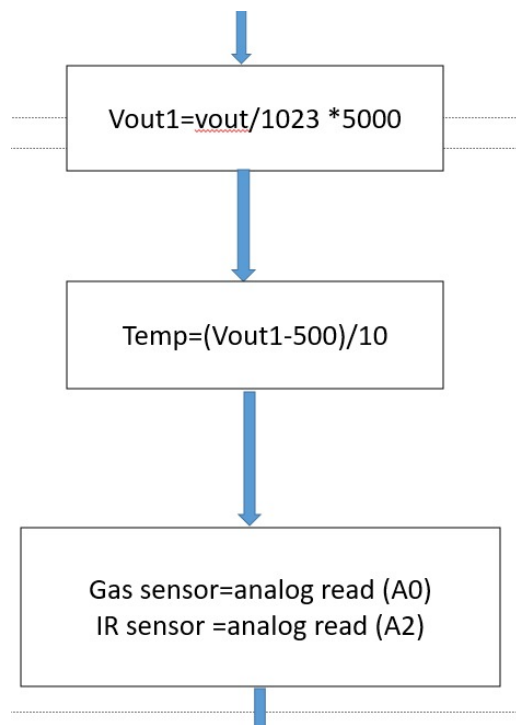 Vout1=vout/1023 *5000
Temp=(Vout1-500)/10
Gas sensor=analog read (A0)
IR sensor =analog read (A2)